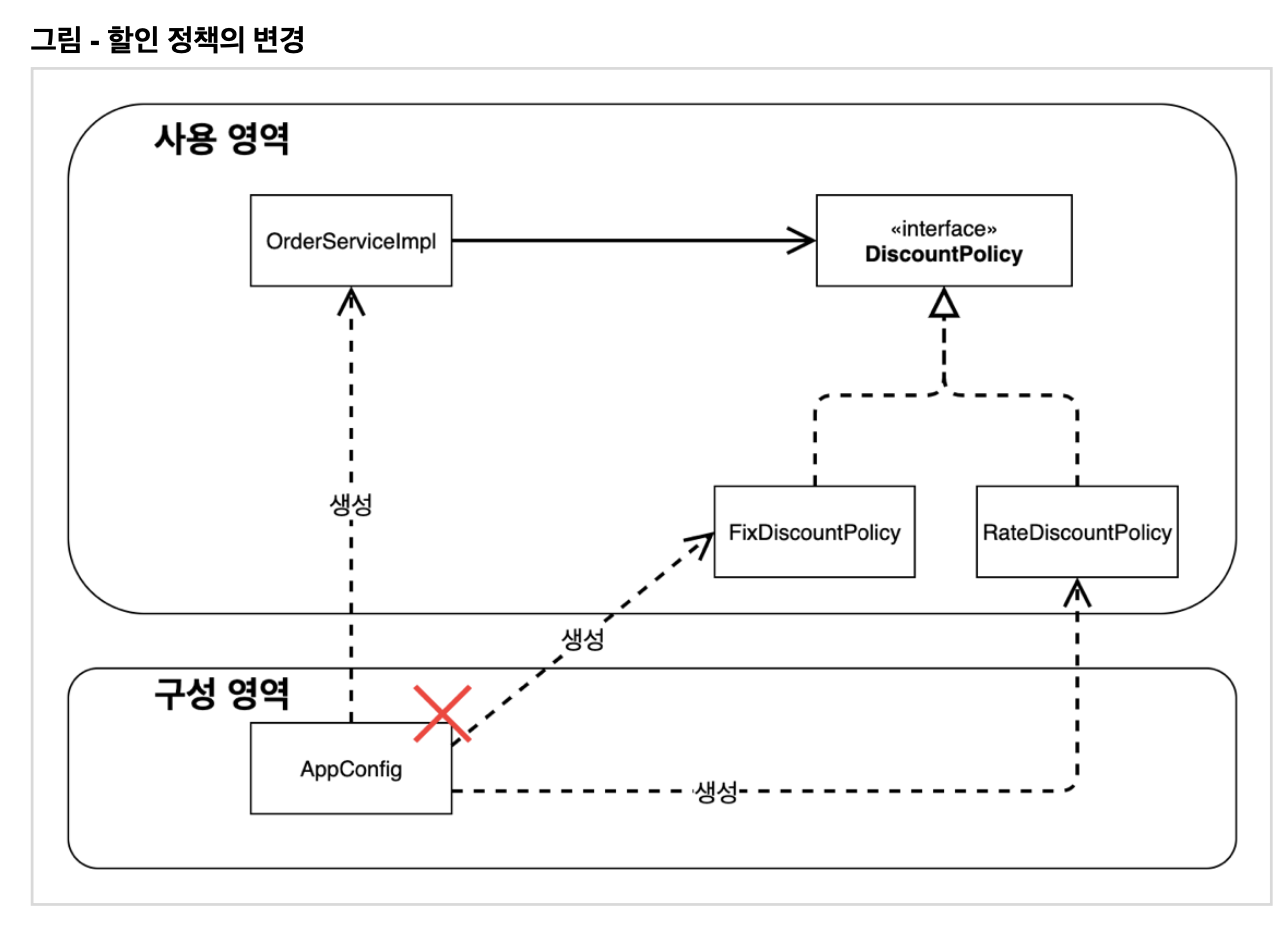 그림 - 할인 정책의 변경
사용 영역
OrderServiceImpl
«interface»
DiscountPolicy
생성
FixDiscountPolicy
RateDiscountPolicy
생성
구성 영역
AppConfig
생성